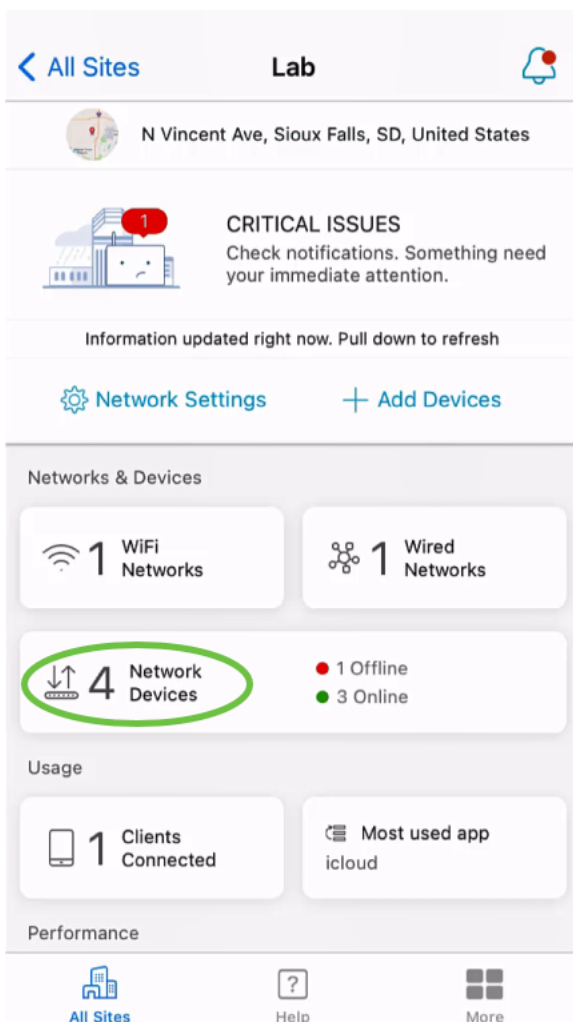 All Sites
Lab
N Vincent Ave, Sioux Falls, SD, United States
1
CRITICAL ISSUES
Check notifications. Something need
your immediate attention.
Information updated right now. Pull down to refresh
Network Settings
Add Devices
Networks & Devices
1 WiFi
Networks
1 Wired
Networks
4 Network
Devices
1 Offline
3 Online
Usage
1 Clients
Connected
Most used app
icloud
Performance
All Sites
?
Help
More